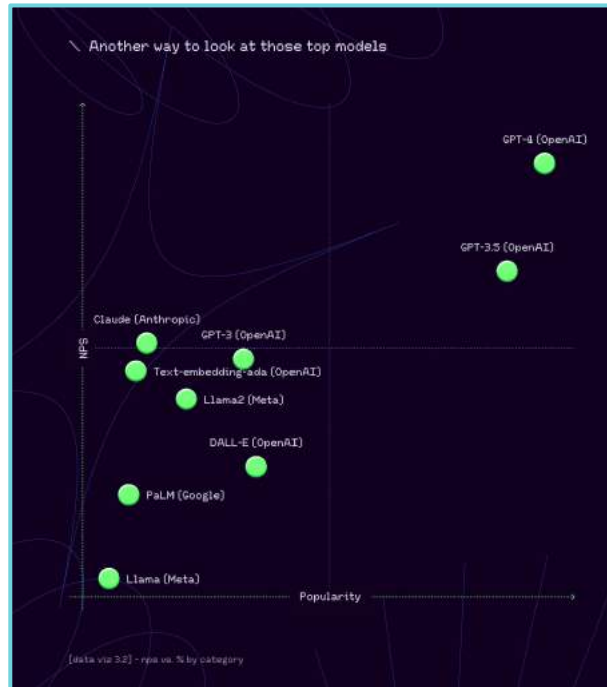 \ Another way to look at those top models
GPT-4 (OpenAI)
GPT-3.5 (OpenAI)
Claude (Anthropic)
GPT-3 (OpenAI)
NPS
Text-embedding-ada (OpenAI)
Llama2 (Meta)
DALL-E (OpenAI)
PaLM (Google)
Llama (Meta)
Popularity
[data viz 3.2] - nps vs. % by category